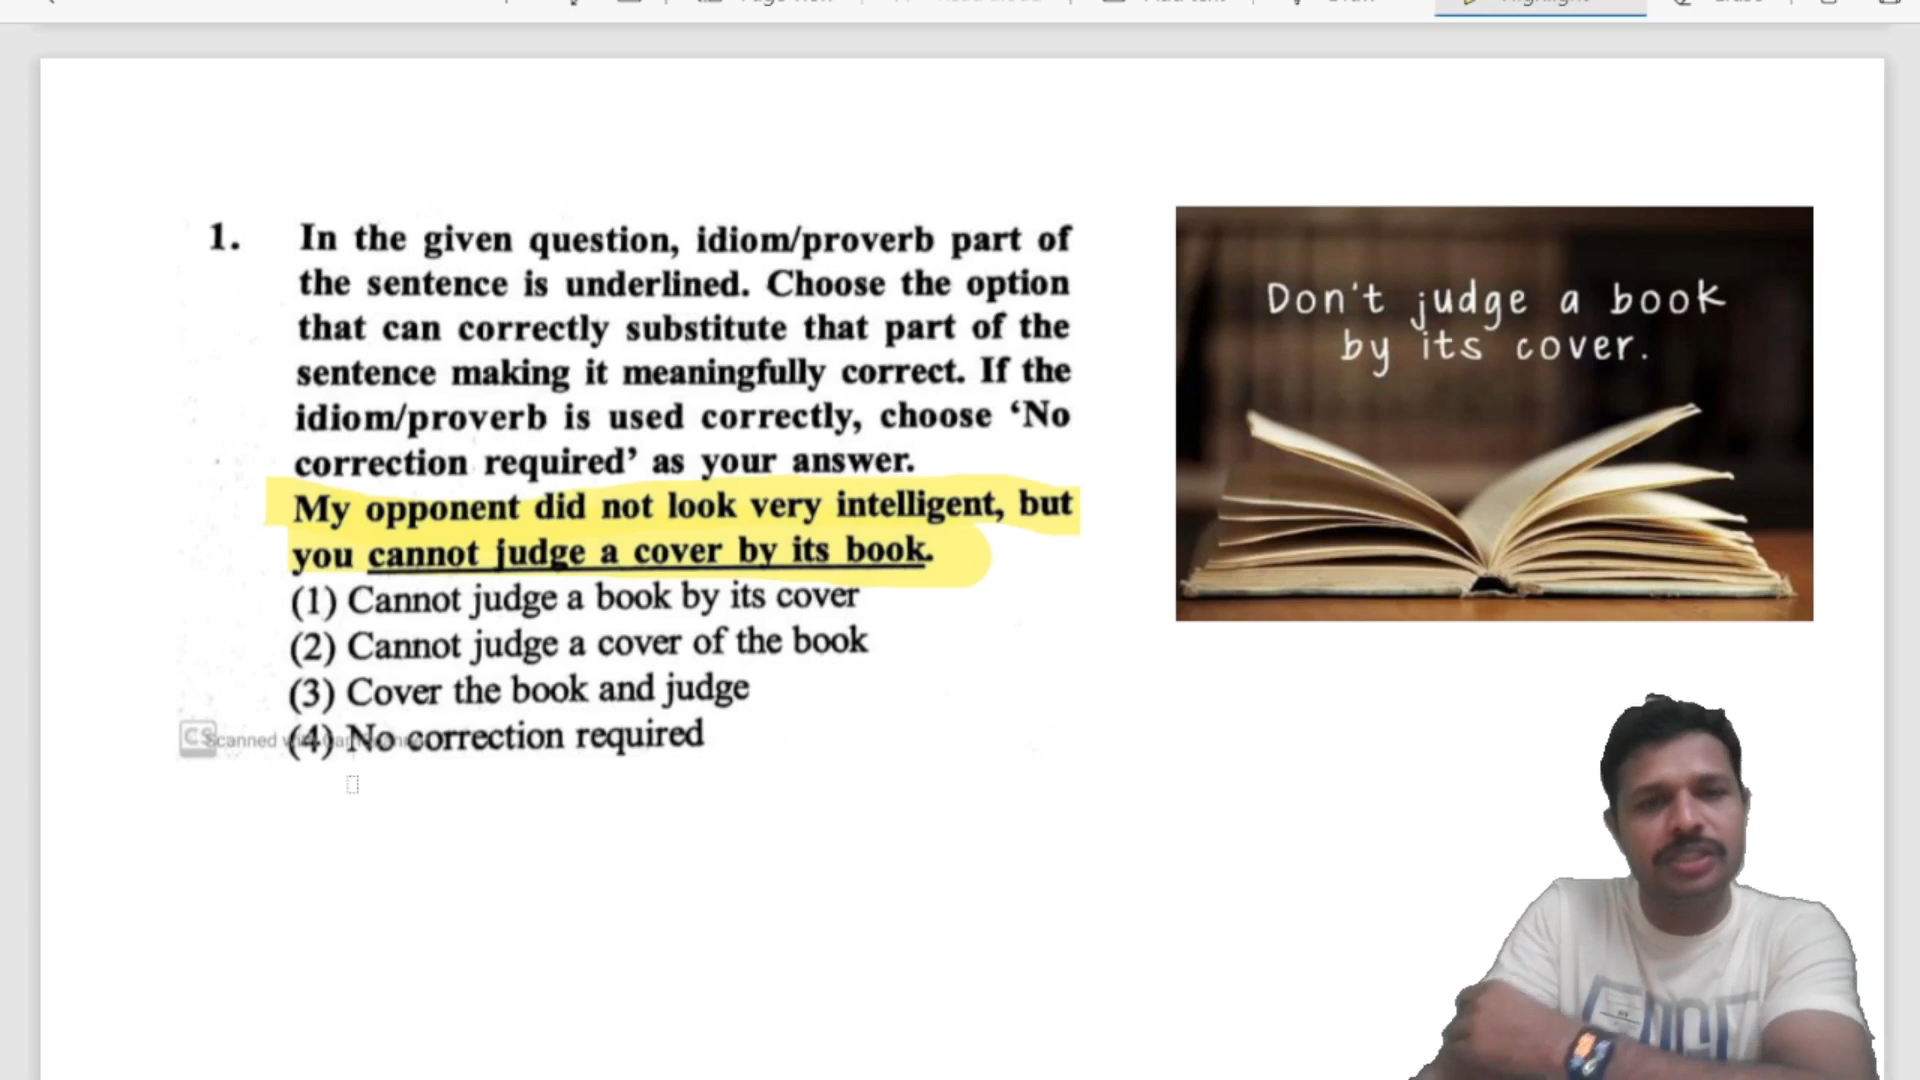 1. In the given question, idiom/proverb part of
the sentence is underlined. Choose the option
that can correctly substitute that part of the
sentence making it meaningfully correct. If the
idiom/proverb is used correctly, choose ‘No
correction required’ as your answer.
My opponent did not look very intelligent, but
you cannot judge a cover by its book.
(1) Cannot judge a book by its cover
(2) Cannot judge a cover of the book
(3) Cover the book and judge
(4) No correction required
CS Scanned
Don't judge a book
by its cover.